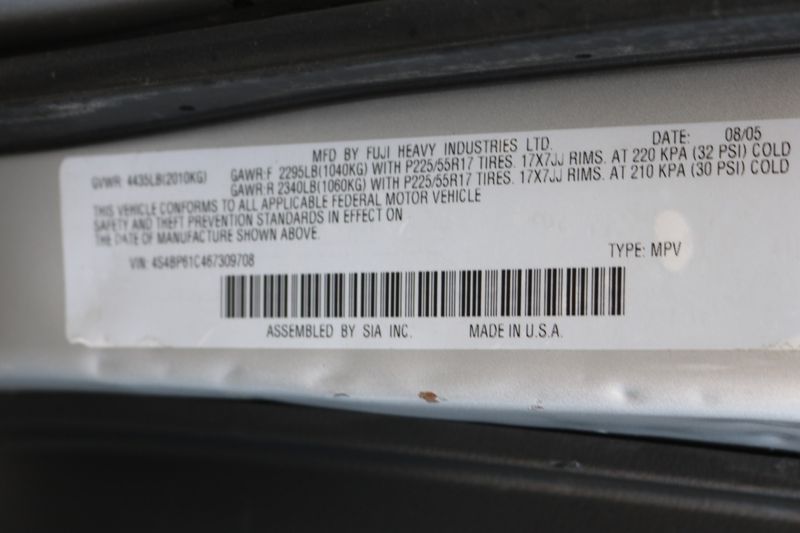 MFD BY FUJI HEAVY INDUSTRIES LTD. DATE: 08/05
GVWR: 4435LB(2010KG) GAWR:F 2295LB(1040KG) WITH P225/55R17 TIRES. 17X7JJ RIMS. AT 220 KPA (32 PSI) COLD
GAWR:R 2340LB(1060KG) WITH P225/55R17 TIRES. 17X7JJ RIMS. AT 210 KPA (30 PSI) COLD
THIS VEHICLE CONFORMS TO ALL APPLICABLE FEDERAL MOTOR VEHICLE
SAFETY AND THEFT PREVENTION STANDARDS IN EFFECT ON
THE DATE OF MANUFACTURE SHOWN ABOVE.
VIN: 4S4BP61C467309708 TYPE: MPV
ASSEMBLED BY SIA INC. MADE IN U.S.A.